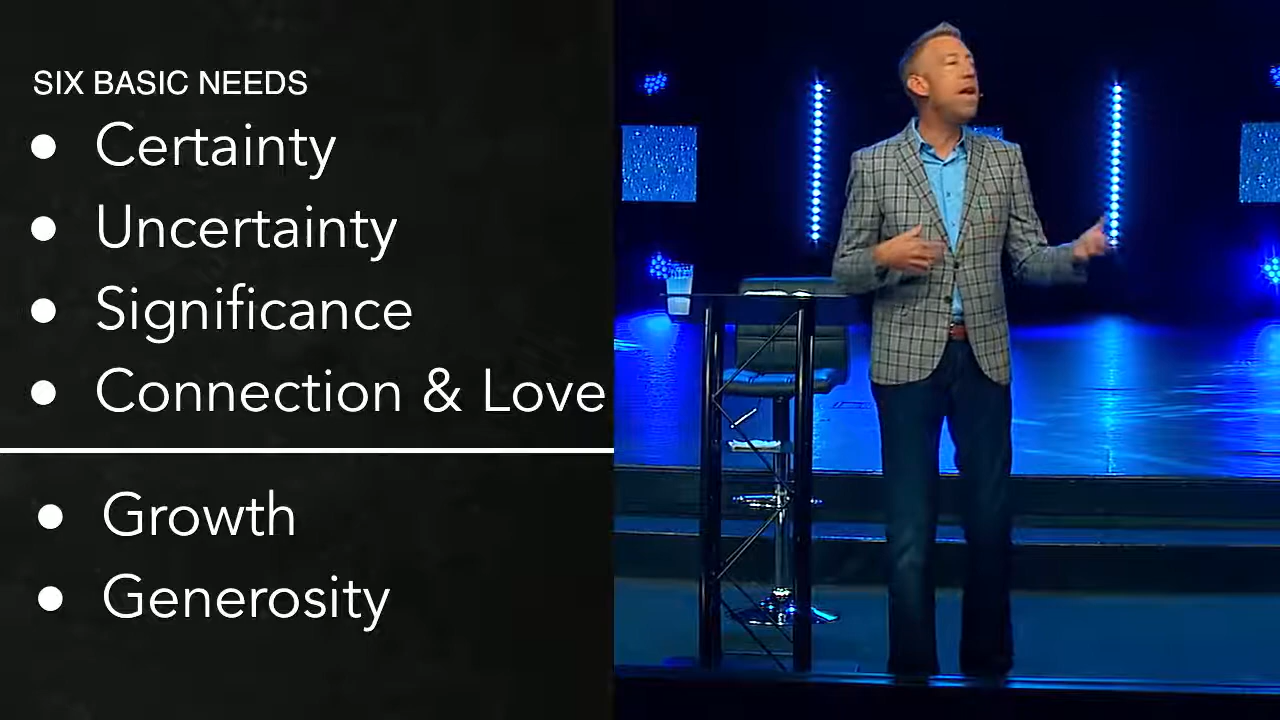 SIX BASIC NEEDS
● Certainty
● Uncertainty
● Significance
● Connection & Love
● Growth
● Generosity